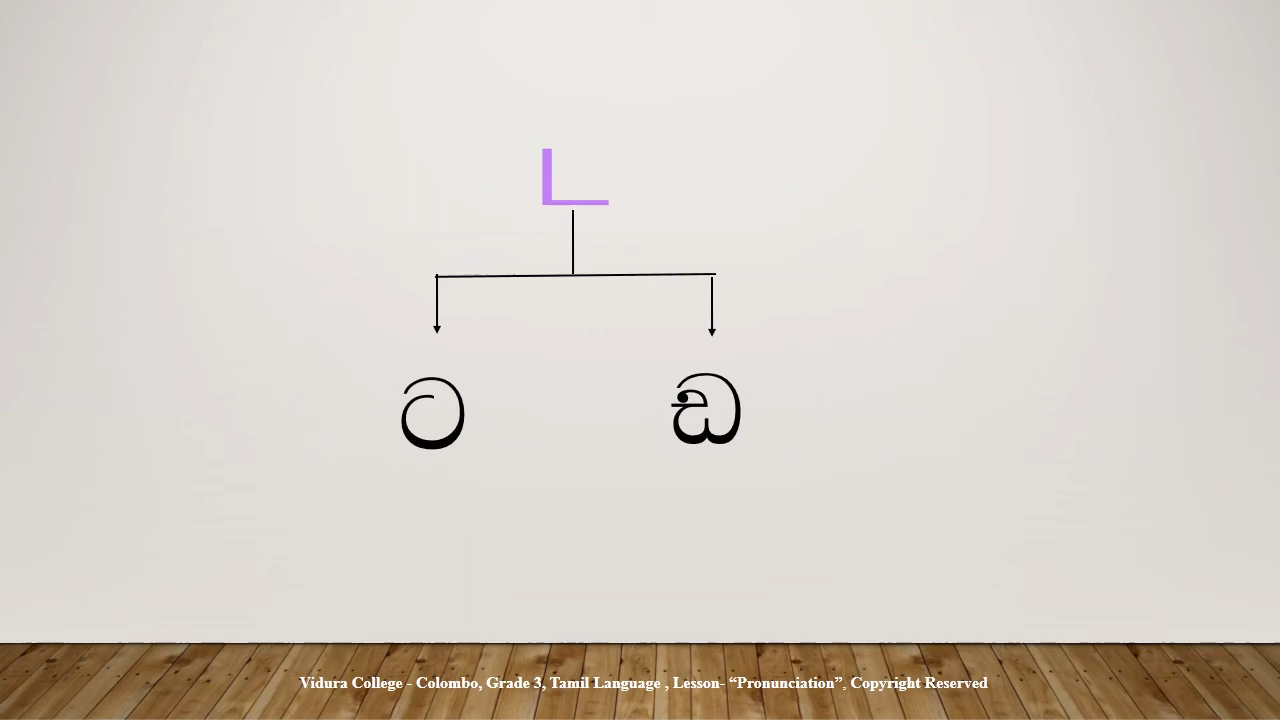 ட
ට ඩ
Vidura College - Colombo, Grade 3, Tamil Language , Lesson- “Pronunciation”, Copyright Reserved